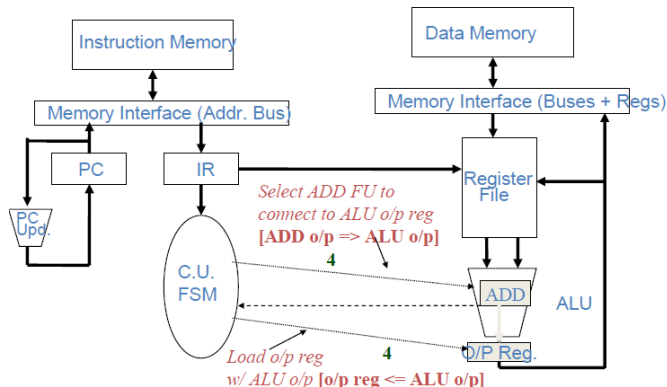 Instruction Memory
Data Memory
Memory Interface (Addr. Bus)
Memory Interface (Buses + Regs)
PC
IR
Register
File
Select ADD FU to
connect to ALU o/p reg
[ADD o/p => ALU o/p]
PC
Upd.
4
C.U.
FSM
ADD
ALU
O/P Reg.
4
Load o/p reg
w/ ALU o/p [o/p reg <= ALU o/p]